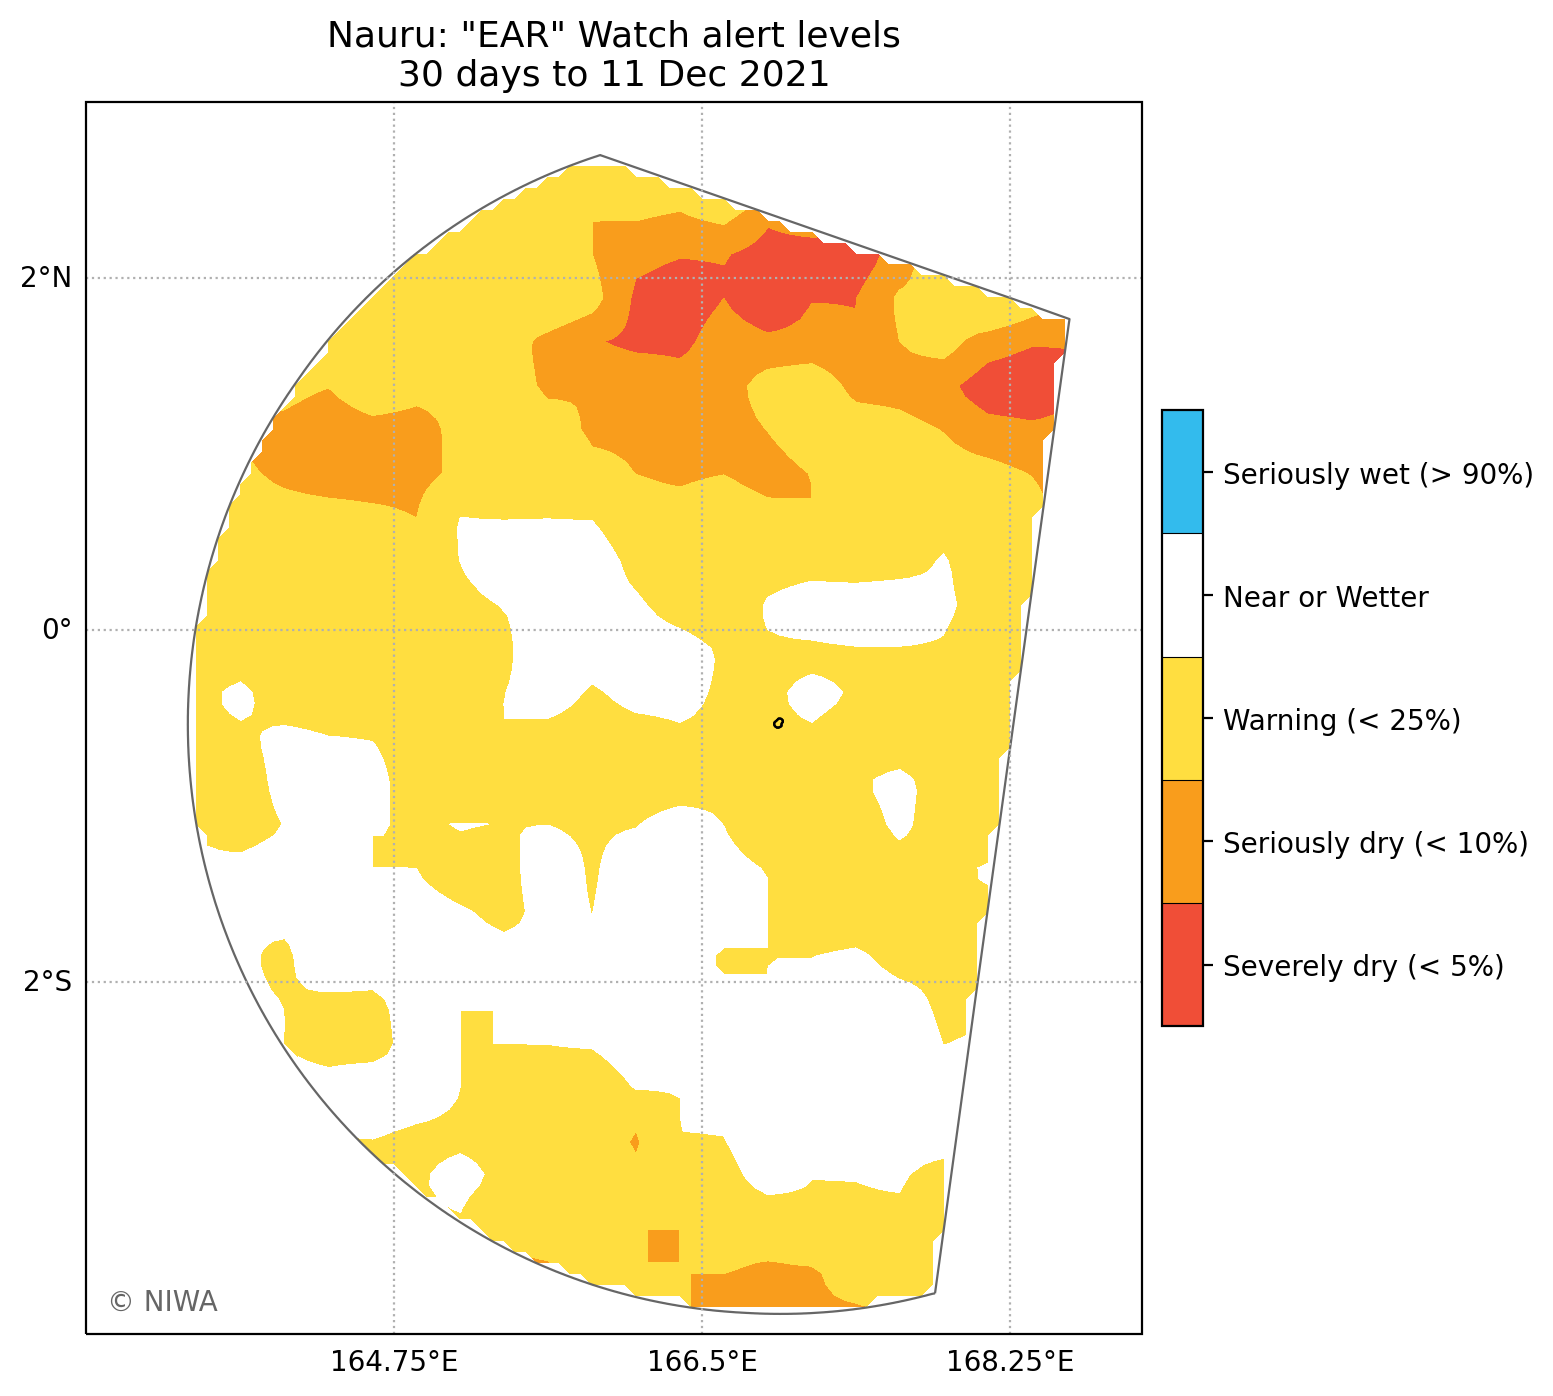 Nauru: "EAR" Watch alert levels
30 days to 11 Dec 2021
2°N
0°
2°S
164.75°E
166.5°E
168.25°E
© NIWA
Seriously wet (> 90%)
Near or Wetter
Warning (< 25%)
Seriously dry (< 10%)
Severely dry (< 5%)